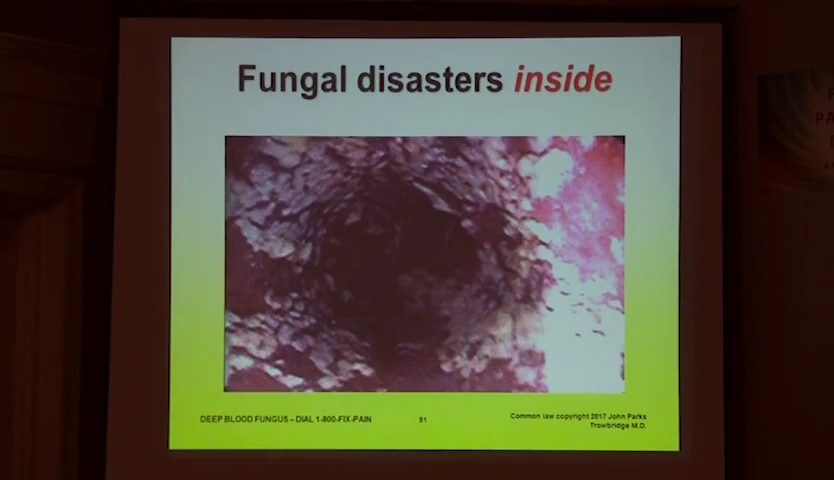 Fungal disasters inside
DEEP BLOOD FUNGUS – DIAL 1-800-FIX-PAIN
91
Common law copyright 2017 John Parks
Trowbridge M.D.